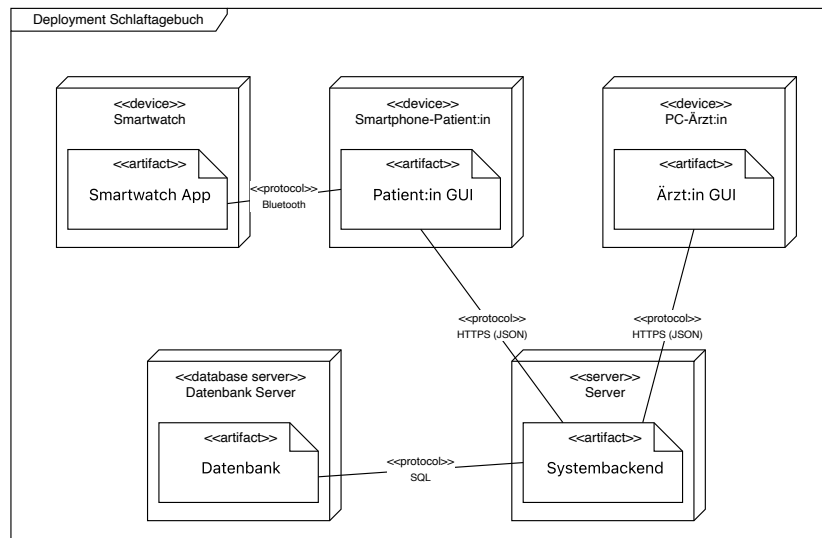 Deployment Schlaftagebuch
<<device>>
Smartwatch
<<artifact>>
Smartwatch App
<<protocol>>
Bluetooth
<<device>>
Smartphone-Patient:in
<<artifact>>
Patient:in GUI
<<device>>
PC-Ärzt:in
<<artifact>>
Ärzt:in GUI
<<protocol>>
HTTPS (JSON)
<<protocol>>
HTTPS (JSON)
<<database server>>
Datenbank Server
<<artifact>>
Datenbank
<<protocol>>
SQL
<<server>>
Server
<<artifact>>
Systembackend